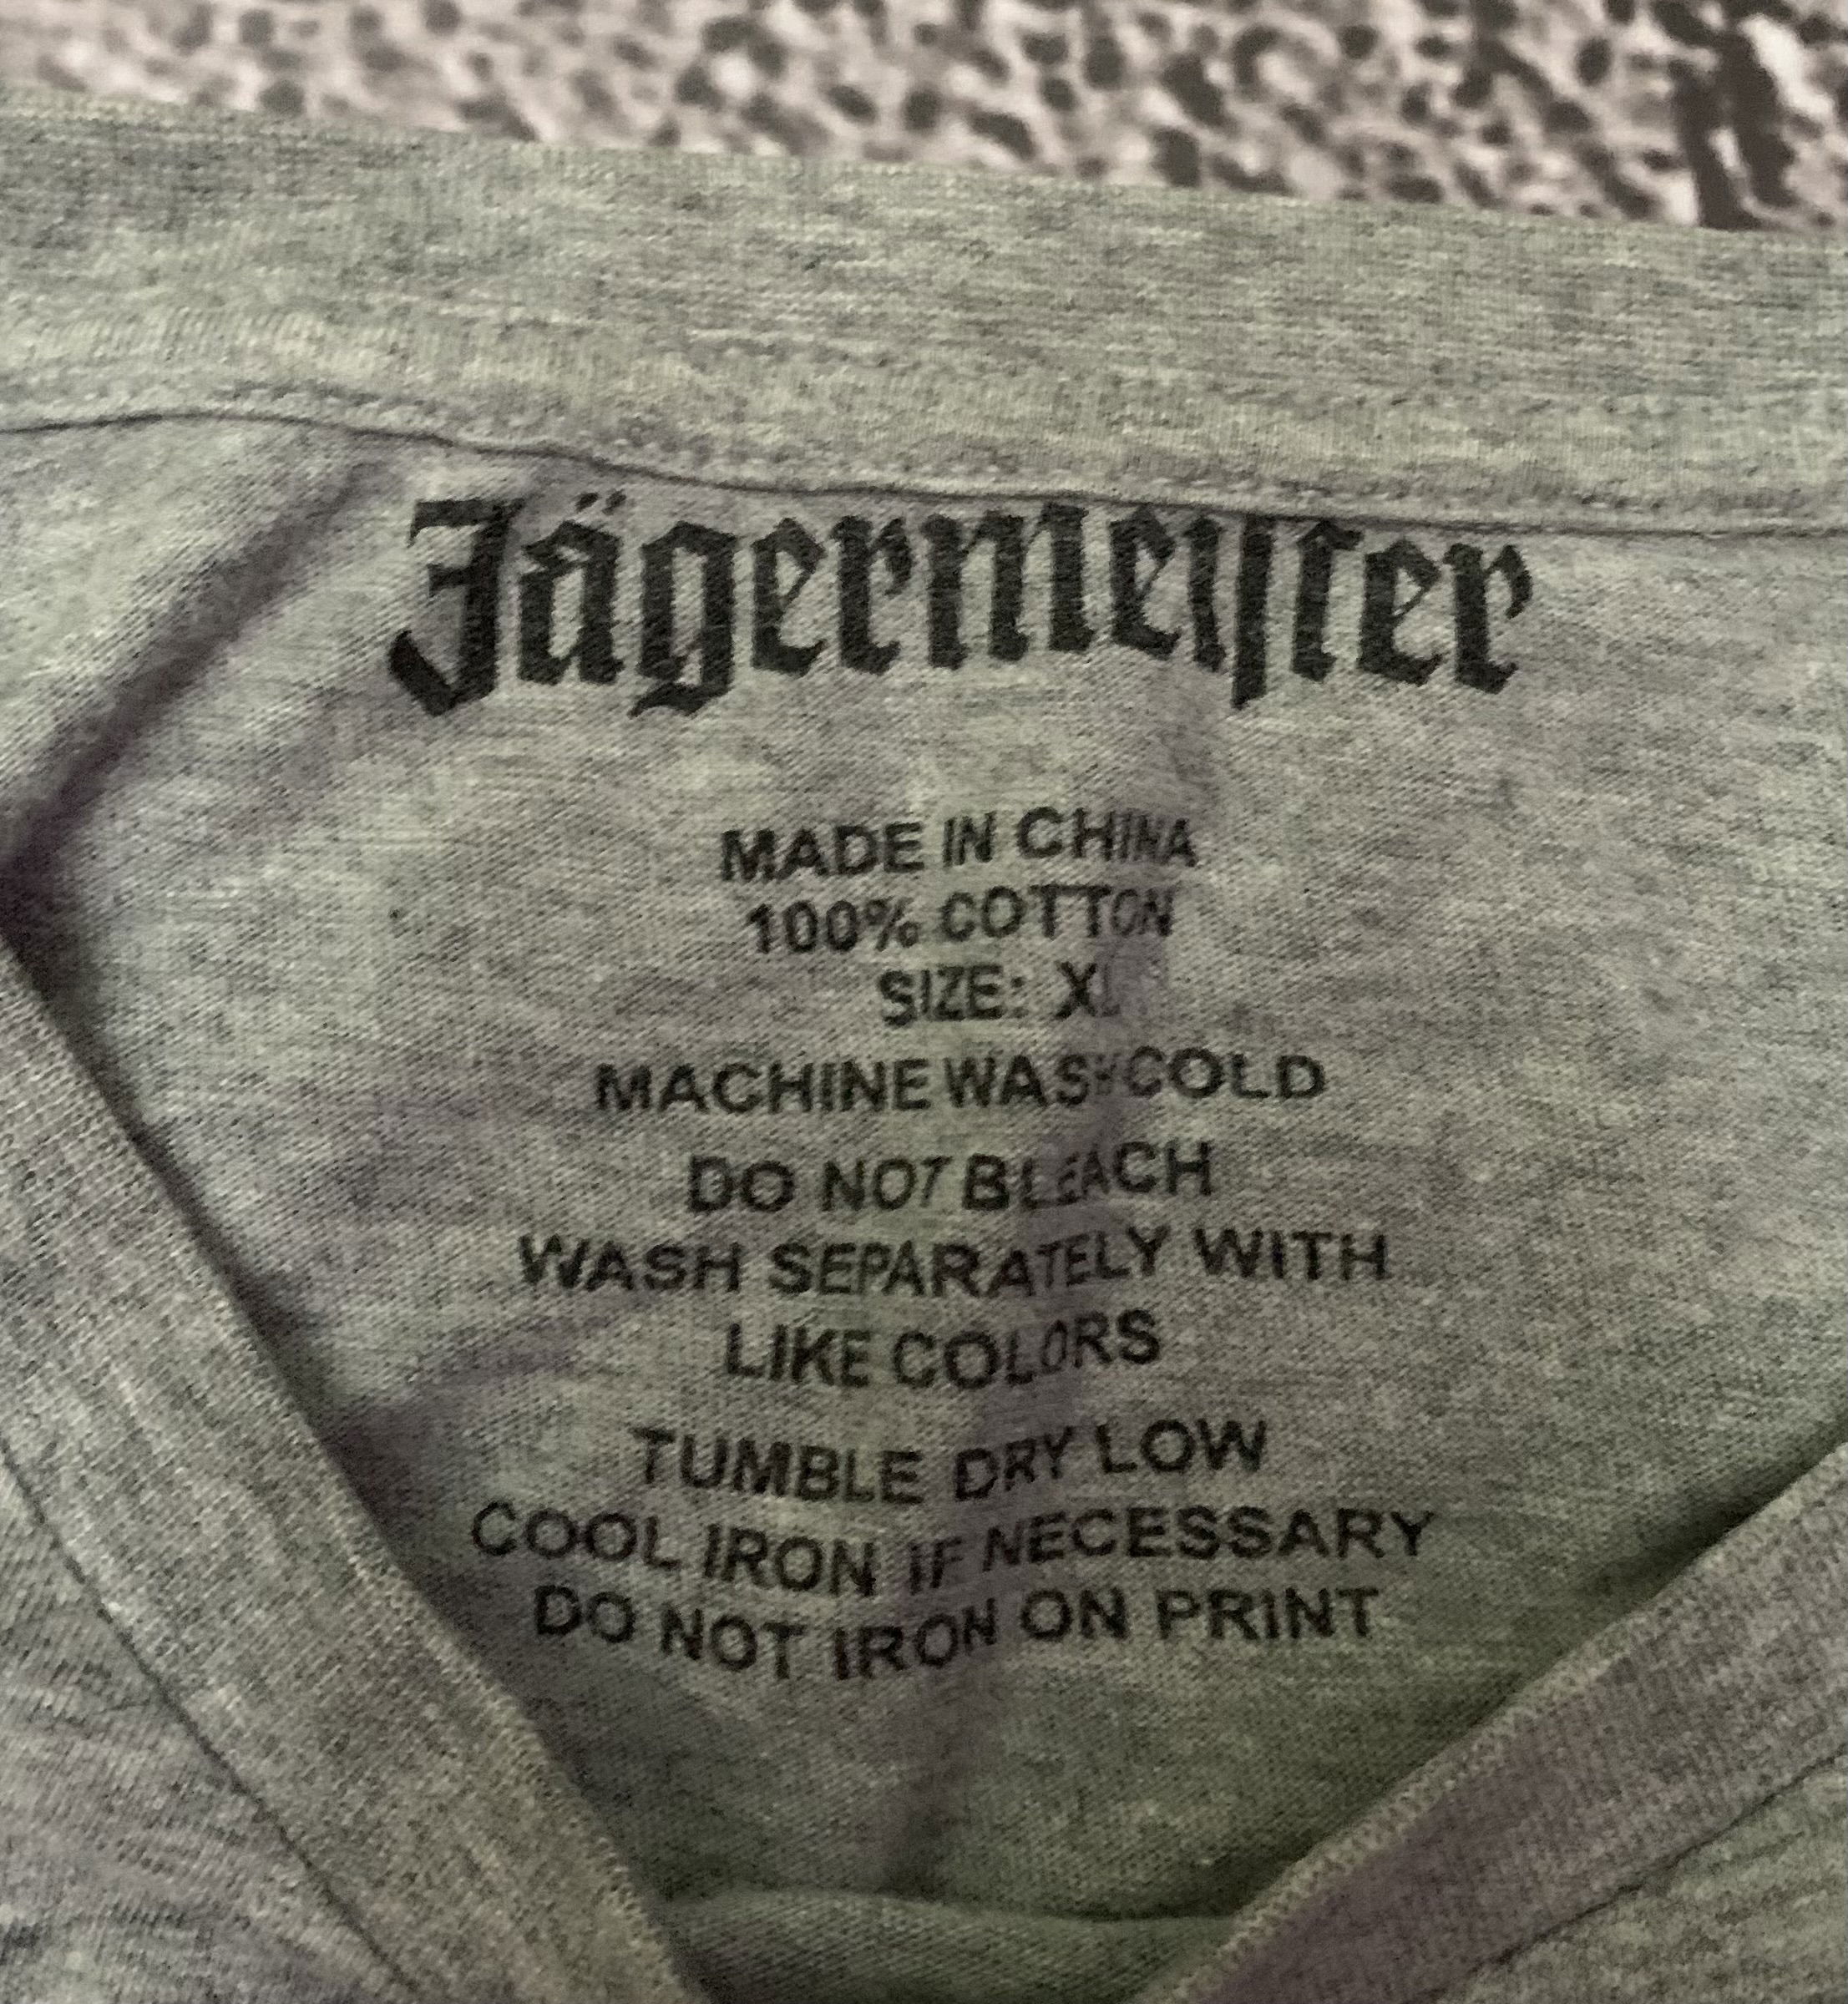 Jägermeister
MADE IN CHINA
100% COTTON
SIZE: XL
MACHINE WASH COLD
DO NOT BLEACH
WASH SEPARATELY WITH
LIKE COLORS
TUMBLE DRY LOW
COOL IRON IF NECESSARY
DO NOT IRON ON PRINT